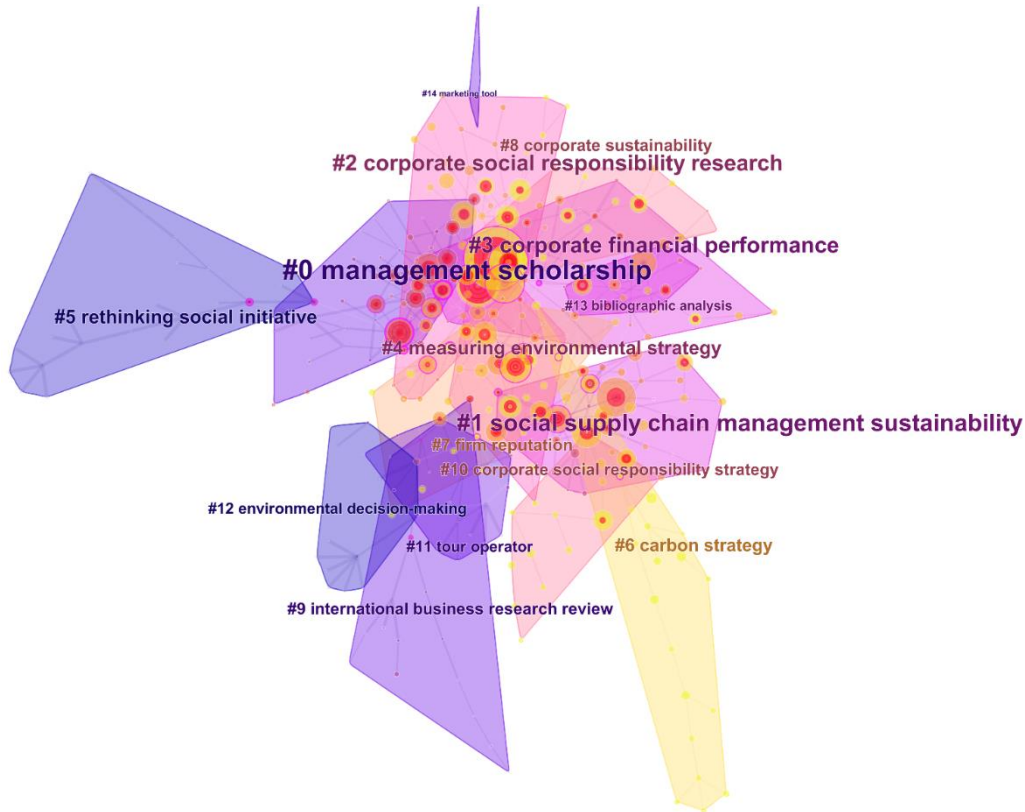 #14 marketing tool
#8 corporate sustainability
#2 corporate social responsibility research
#3 corporate financial performance
#0 management scholarship
#13 bibliographic analysis
#5 rethinking social initiative
#4 measuring environmental strategy
#1 social supply chain management sustainability
#7 firm reputation
#10 corporate social responsibility strategy
#12 environmental decision-making
#11 tour operator
#6 carbon strategy
#9 international business research review